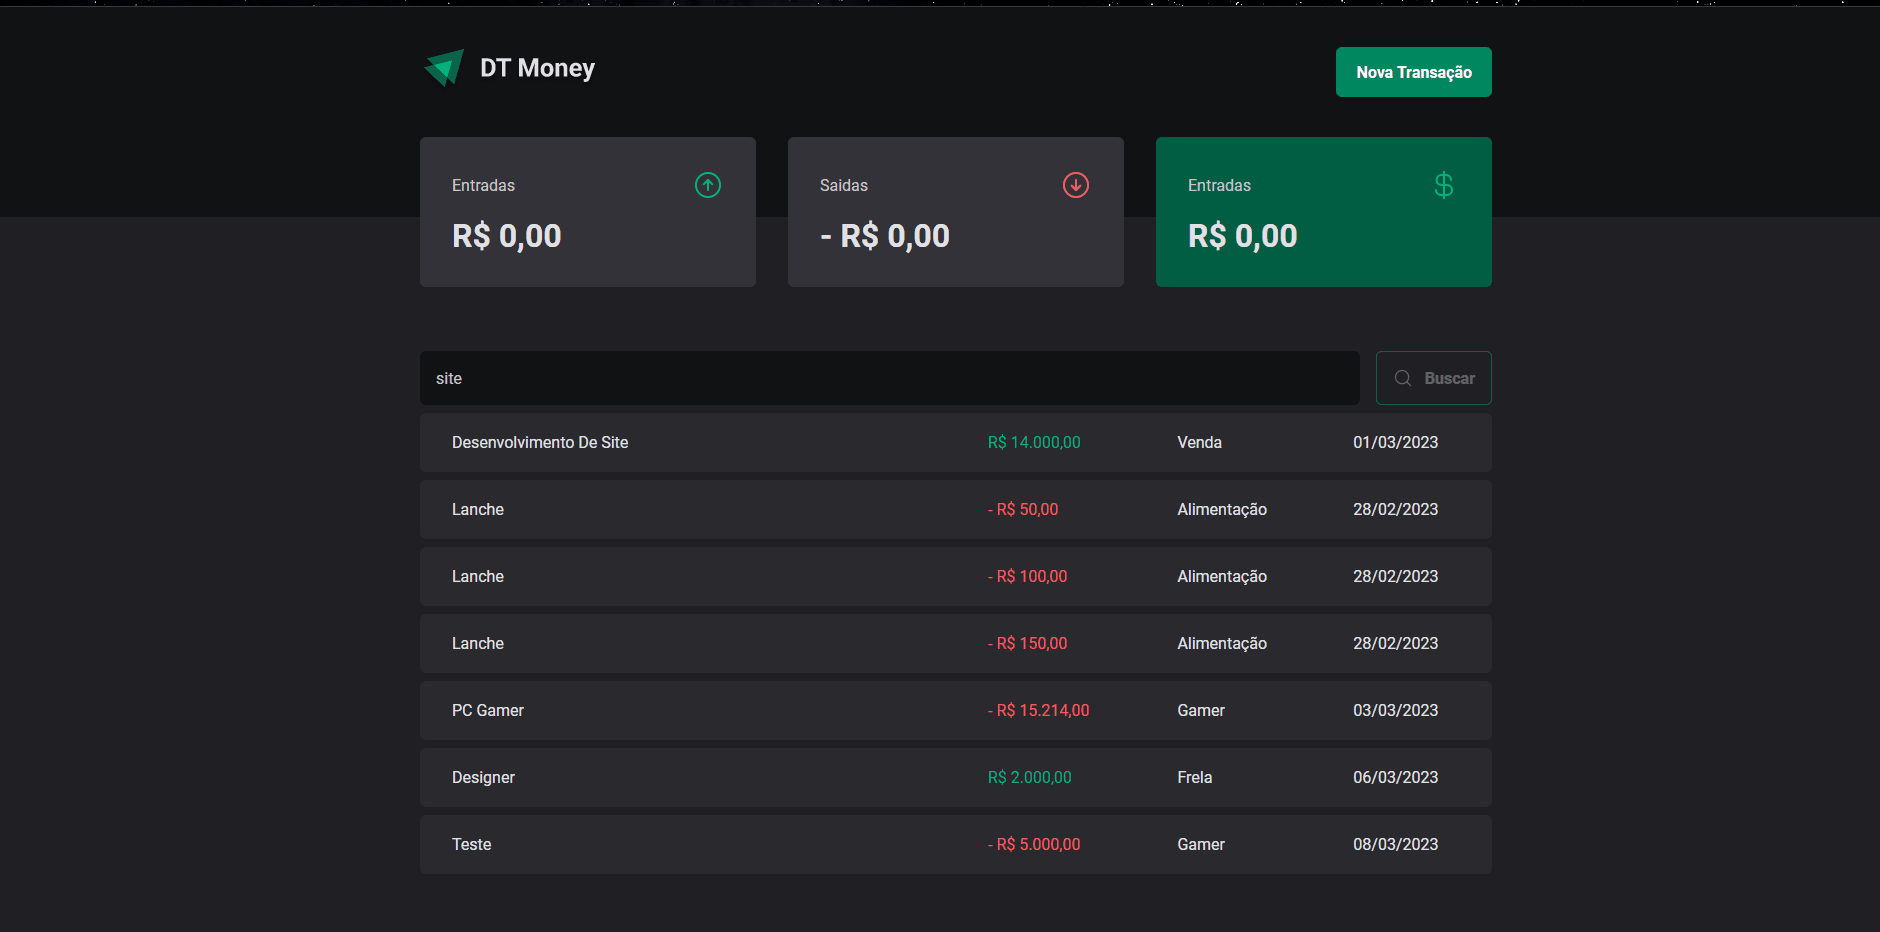 DT Money
Nova Transação
Entradas
R$ 0,00
Saidas
- R$ 0,00
Entradas
R$ 0,00
site
Buscar
Desenvolvimento De Site R$ 14.000,00 Venda 01/03/2023
Lanche - R$ 50,00 Alimentação 28/02/2023
Lanche - R$ 100,00 Alimentação 28/02/2023
Lanche - R$ 150,00 Alimentação 28/02/2023
PC Gamer - R$ 15.214,00 Gamer 03/03/2023
Designer R$ 2.000,00 Frela 06/03/2023
Teste - R$ 5.000,00 Gamer 08/03/2023